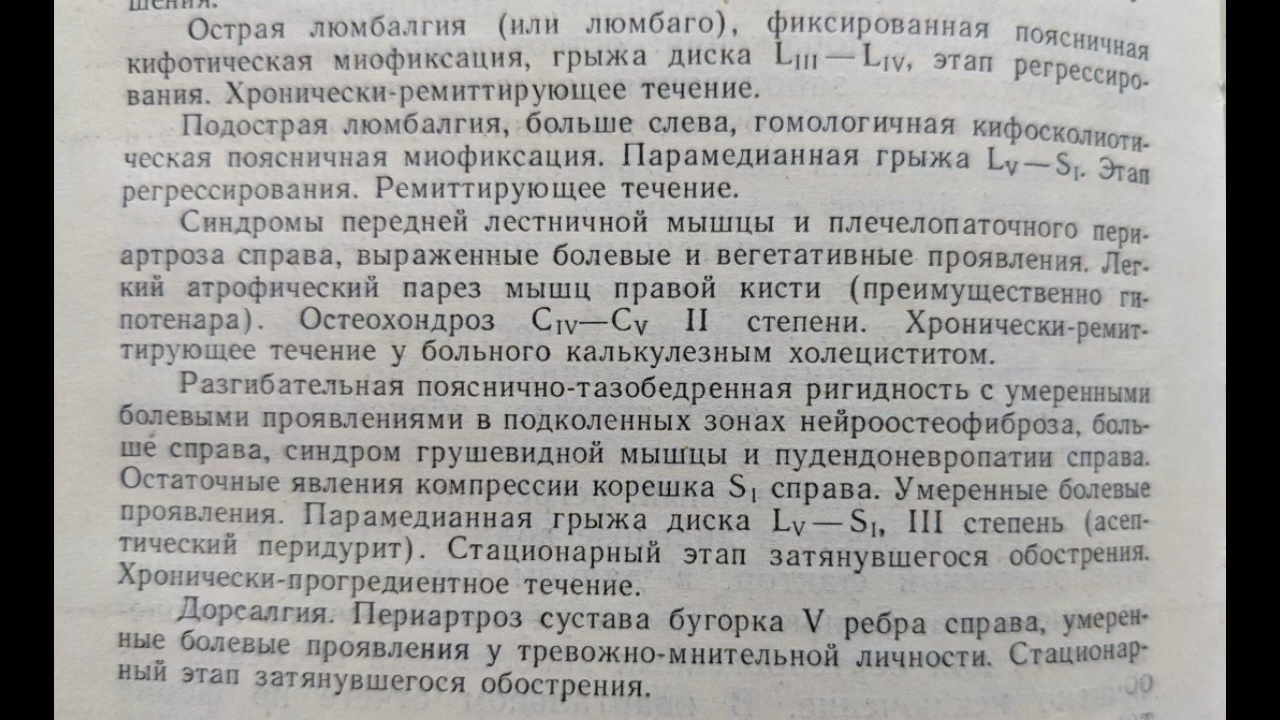 шения.
Острая люмбалгия (или люмбаго), фиксированная поясничная
кифотическая миофиксация, грыжа диска LIII — LIV, этап регрессиро-
вания. Хронически-ремиттирующее течение.
Подострая люмбалгия, больше слева, гомологичная кифосколиоти-
ческая поясничная миофиксация. Парамедианная грыжа LV — SI. Этап
регрессирования. Ремиттирующее течение.
Синдромы передней лестничной мышцы и плечелопаточного пери-
артроза справа, выраженные болевые и вегетативные проявления. Лег-
кий атрофический парез мышц правой кисти (преимущественно ги-
потенара). Остеохондроз CIV—CV II степени. Хронически-ремит-
тирующее течение у больного калькулезным холециститом.
Разгибательная пояснично-тазобедренная ригидность с умеренными
болевыми проявлениями в подколенных зонах нейроостеофиброза, боль-
ше справа, синдром грушевидной мышцы и пудендоневропатии справа.
Остаточные явления компрессии корешка SI справа. Умеренные болевые
проявления. Парамедианная грыжа диска LV — SI, III степень (асеп-
тический перидурит). Стационарный этап затянувшегося обострения.
Хронически-прогредиентное течение.
Дорсалгия. Периартроз сустава бугорка V ребра справа, умерен-
ные болевые проявления у тревожно-мнительной личности. Стационар-
ный этап затянувшегося обострения.